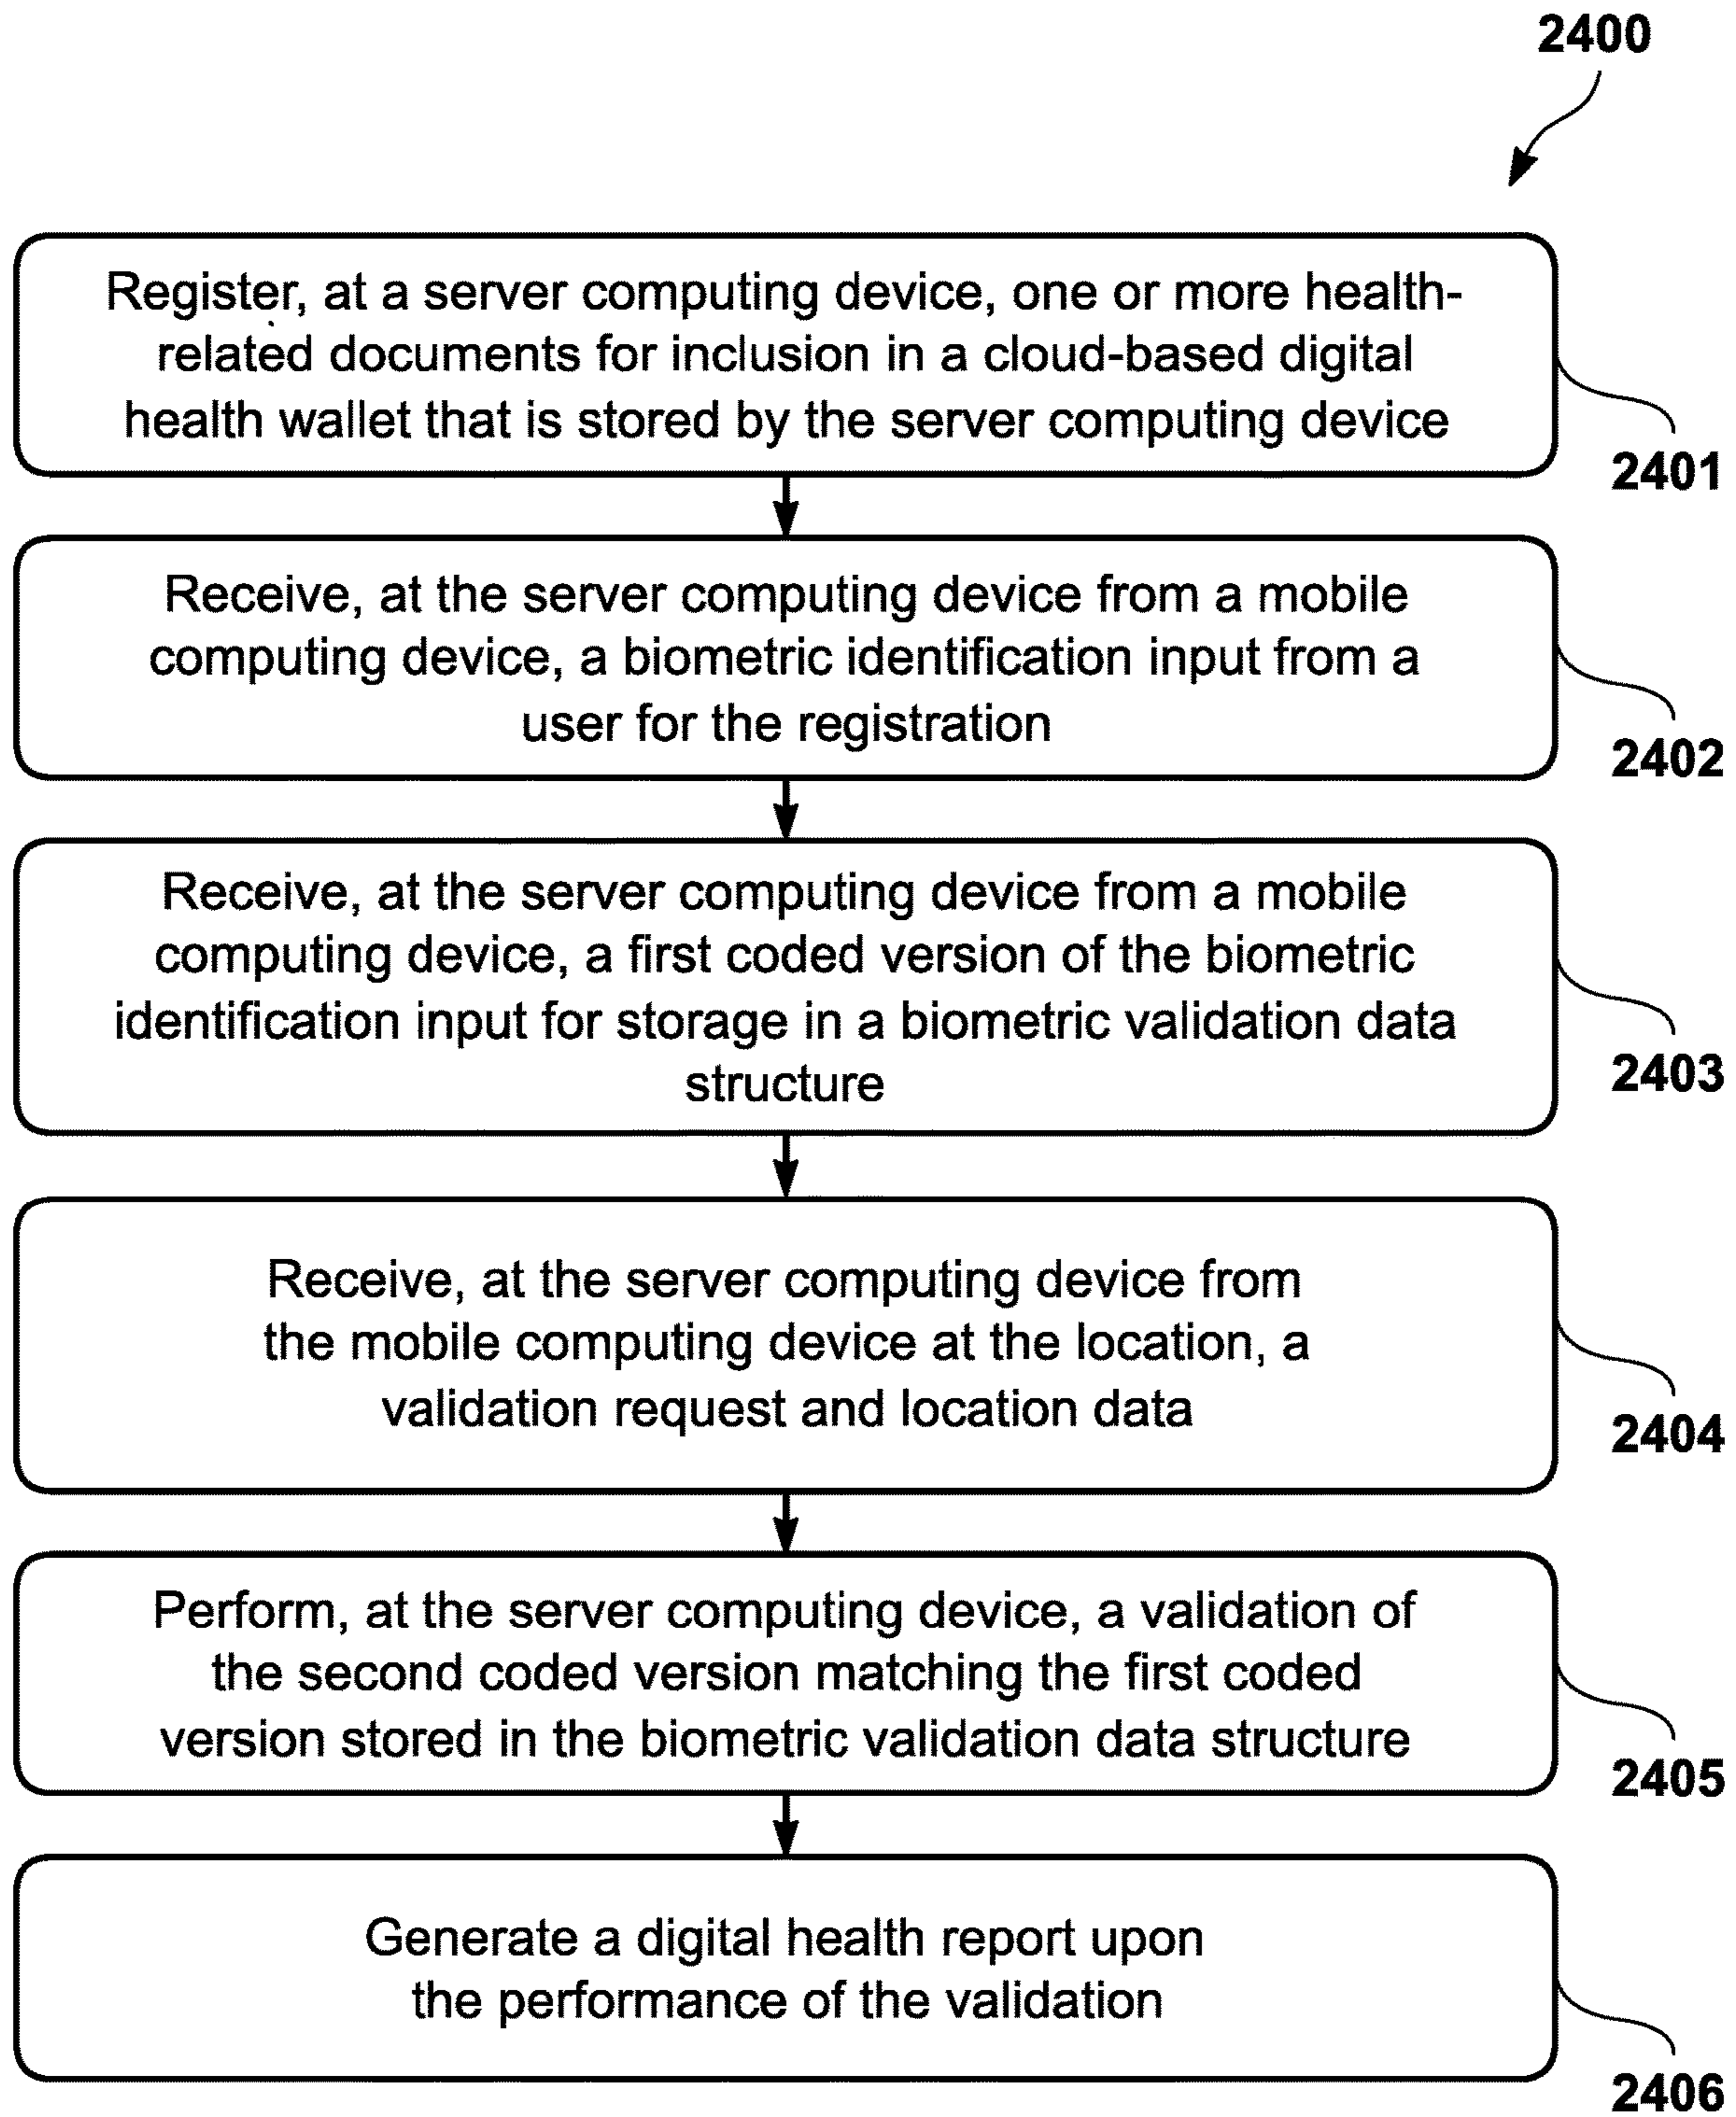 2400
Register, at a server computing device, one or more health-
related documents for inclusion in a cloud-based digital
health wallet that is stored by the server computing device
2401
Receive, at the server computing device from a mobile
computing device, a biometric identification input from a
user for the registration
2402
Receive, at the server computing device from a mobile
computing device, a first coded version of the biometric
identification input for storage in a biometric validation data
structure
2403
Receive, at the server computing device from
the mobile computing device at the location, a
validation request and location data
2404
Perform, at the server computing device, a validation of
the second coded version matching the first coded
version stored in the biometric validation data structure
2405
Generate a digital health report upon
the performance of the validation
2406